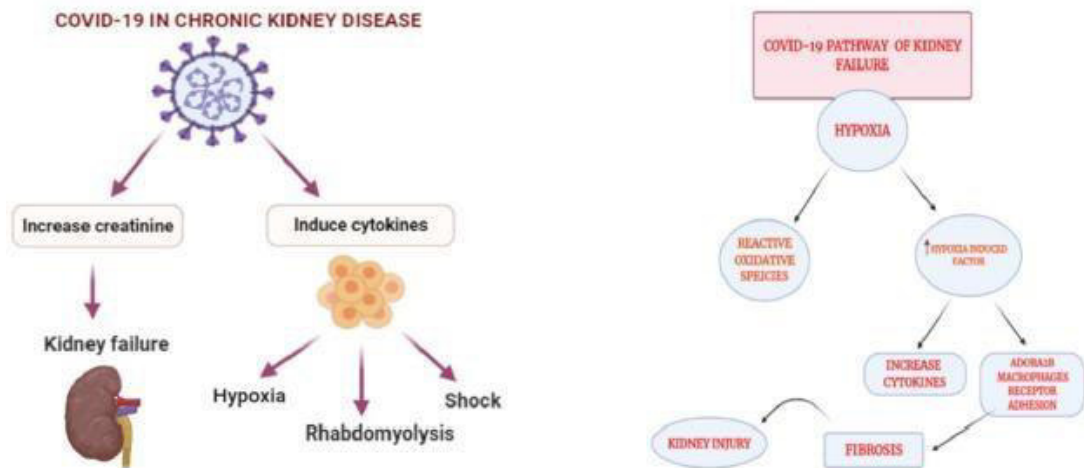 COVID-19 IN CHRONIC KIDNEY DISEASE
Increase creatinine
Induce cytokines
Kidney failure
Hypoxia
Shock
Rhabdomyolysis
COVID-19 PATHWAY OF KIDNEY
FAILURE
HYPOXIA
REACTIVE
OXIDATIVE
SPEICIES
↑HYPOXIA INDUCED
FACTOR
INCREASE
CYTOKINES
ADORA2B
MACROPHAGES
RECEPTOR
ADHESION
FIBROSIS
KIDNEY INJURY